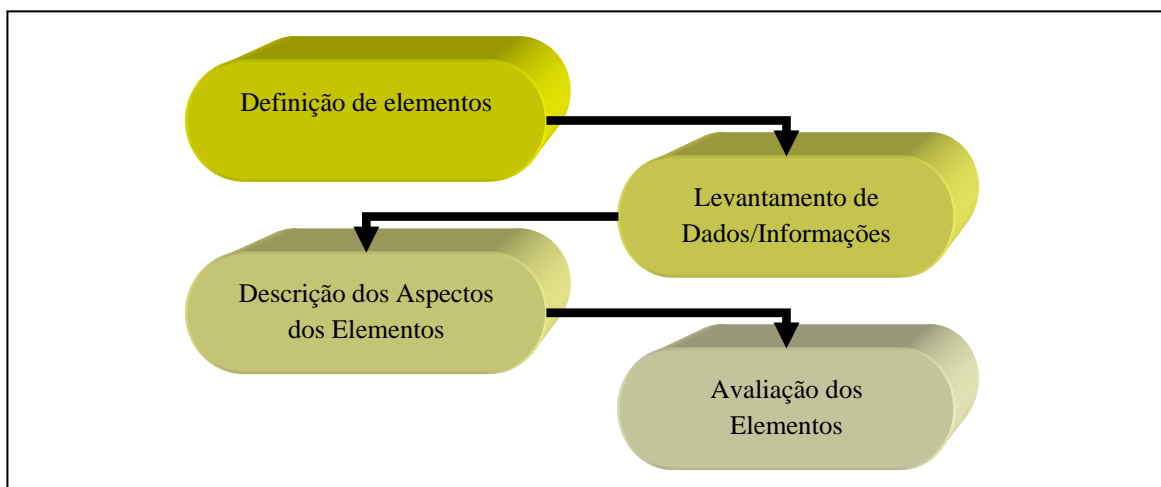 Definição de elementos
Levantamento de
Dados/Informações
Descrição dos Aspectos
dos Elementos
Avaliação dos
Elementos